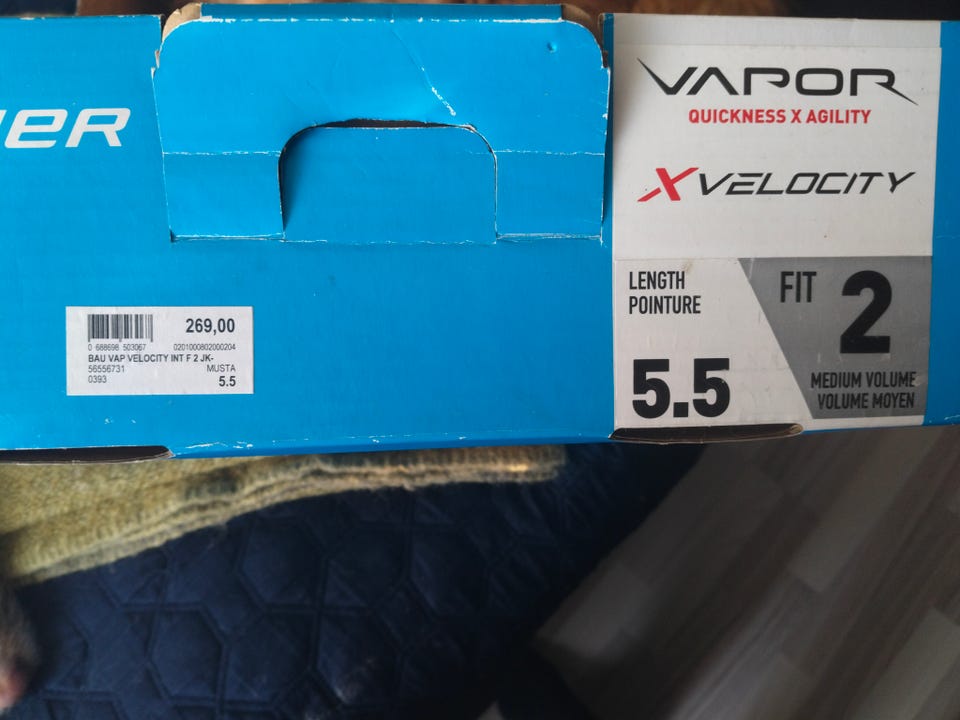 VAPOR
QUICKNESS X AGILITY
XVELOCITY
LENGTH
POINTURE
5.5
FIT 2
MEDIUM VOLUME
VOLUME MOYEN
269,00
0 688698 503067 0201000802000204
BAU VAP VELOCITY INT F 2 JK-
56556731 MUSTA
0393 5.5